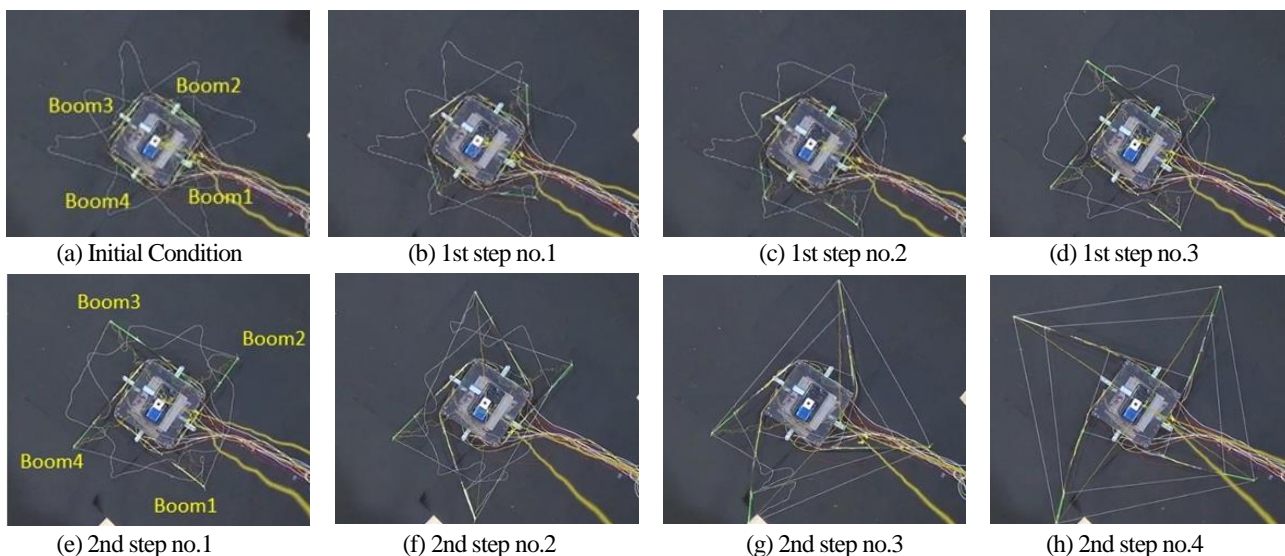 Boom2
Boom3
Boom4
Boom1
(a) Initial Condition
(b) 1st step no.1
(c) 1st step no.2
(d) 1st step no.3
Boom3
Boom2
Boom4
Boom1
(e) 2nd step no.1
(f) 2nd step no.2
(g) 2nd step no.3
(h) 2nd step no.4